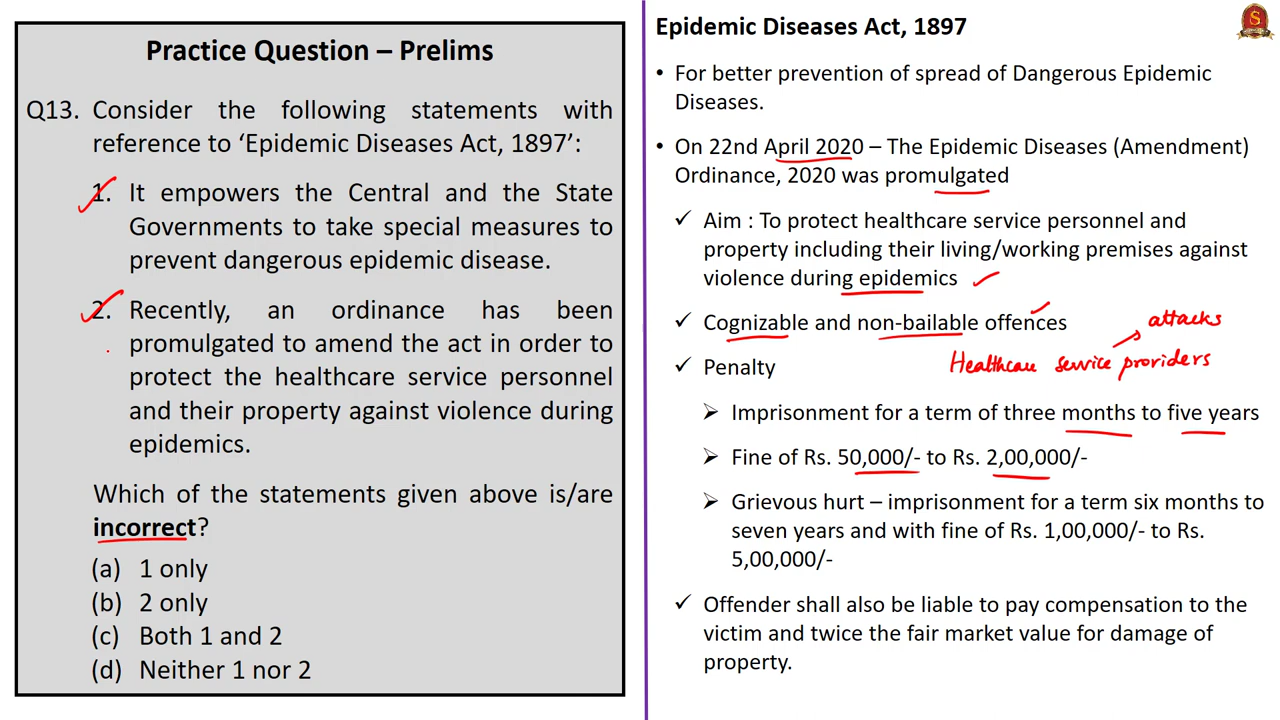 Practice Question – Prelims
Q13. Consider the following statements with
reference to ‘Epidemic Diseases Act, 1897’:
1. It empowers the Central and the State
Governments to take special measures to
prevent dangerous epidemic disease.
2. Recently, an ordinance has been
promulgated to amend the act in order to
protect the healthcare service personnel
and their property against violence during
epidemics.
Which of the statements given above is/are
incorrect?
(a) 1 only
(b) 2 only
(c) Both 1 and 2
(d) Neither 1 nor 2
Epidemic Diseases Act, 1897
• For better prevention of spread of Dangerous Epidemic
Diseases.
• On 22nd April 2020 – The Epidemic Diseases (Amendment)
Ordinance, 2020 was promulgated
✓ Aim : To protect healthcare service personnel and
property including their living/working premises against
violence during epidemics
✓ Cognizable and non-bailable offences
attacks
✓ Penalty
Healthcare service providers
➢ Imprisonment for a term of three months to five years
➢ Fine of Rs. 50,000/- to Rs. 2,00,000/-
➢ Grievous hurt – imprisonment for a term six months to
seven years and with fine of Rs. 1,00,000/- to Rs.
5,00,000/-
✓ Offender shall also be liable to pay compensation to the
victim and twice the fair market value for damage of
property.